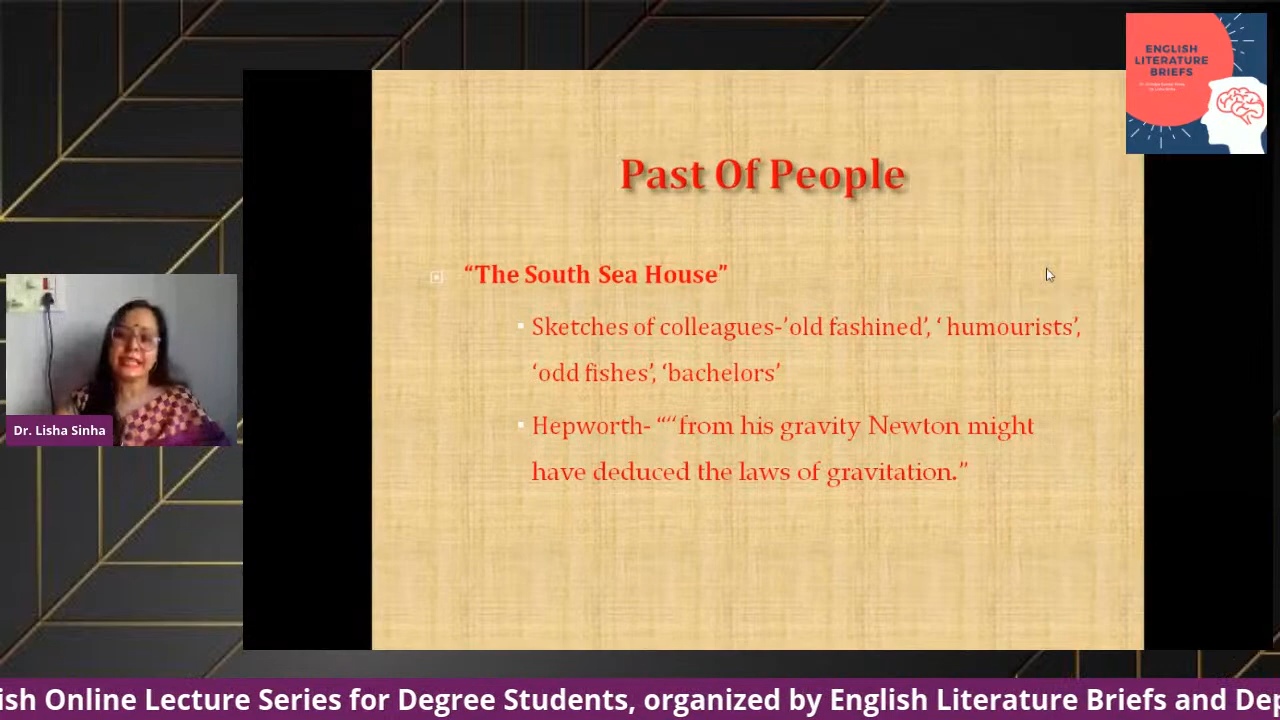 ENGLISH
LITERATURE
BRIEFS
Past Of People
“The South Sea House”
Sketches of colleagues-’old fashined’, ‘ humourists’,
‘odd fishes’, ‘bachelors’
Hepworth- ““from his gravity Newton might
have deduced the laws of gravitation.”
Dr. Lisha Sinha
ish Online Lecture Series for Degree Students, organized by English Literature Briefs and Dep